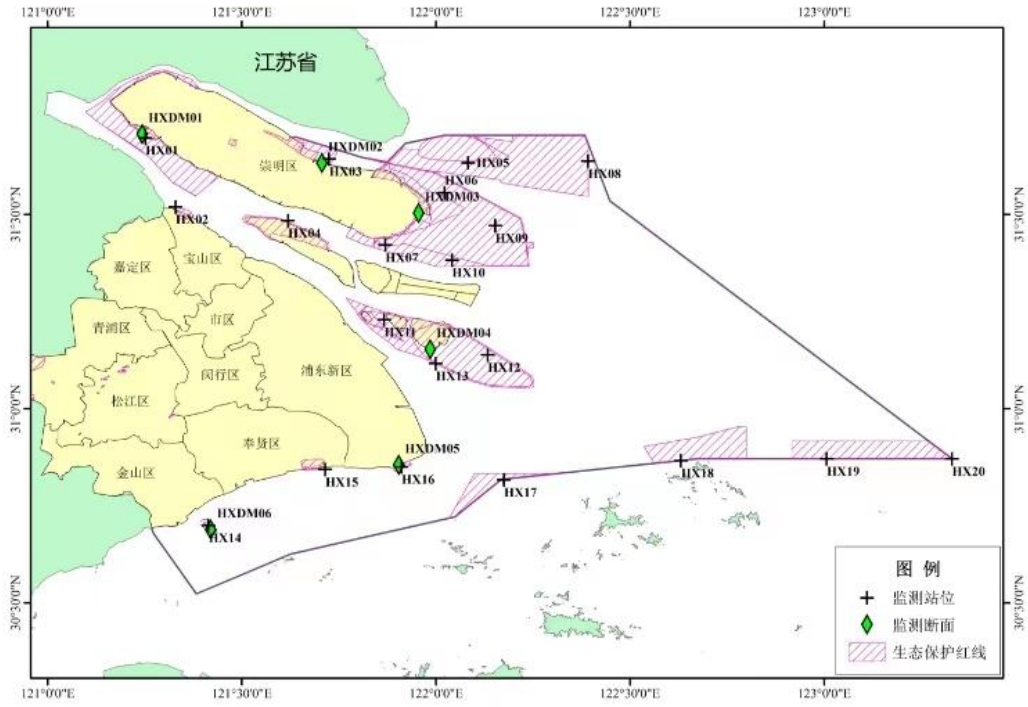 121°0'0"E
121°30'0"E
122°0'0"E
122°30'0"E
123°0'0"E
江苏省
HXDM01
HX01
HXDM02
HX03
崇明区
HX05
HX06
HX08
HXDM03
31°30'0"N
31°30'0"N
HX02
HX04
HX09
HX07
HX10
嘉定区
宝山区
青浦区
市区
HX11
HXDM04
闵行区
浦东新区
HX13
HX12
松江区
31°0'0"N
31°0'0"N
奉贤区
HXDM05
金山区
HX15
HX16
HX17
HX18
HX19
HX20
HXDM06
HX14
图 例
监测站位
监测断面
生态保护红线
30°30'0"N
30°30'0"N
121°0'0"E
121°30'0"E
122°0'0"E
122°30'0"E
123°0'0"E